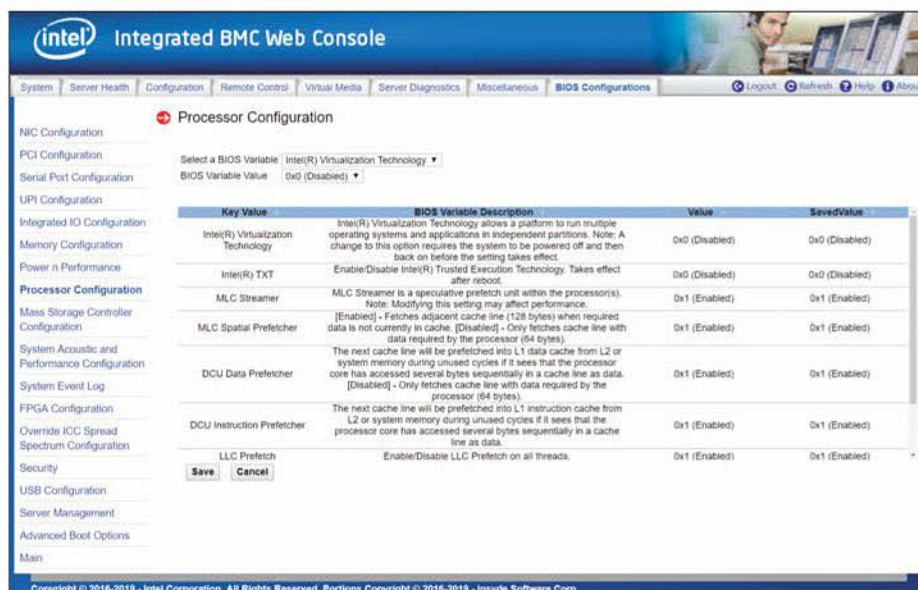 intel Integrated BMC Web Console
System Server Health Configuration Remote Control Virtual Media Server Diagnostics Miscellaneous BIOS Configurations Logout Refresh Help Abou
Processor Configuration
NIC Configuration
PCI Configuration
Serial Port Configuration
UPI Configuration
Integrated IO Configuration
Memory Configuration
Power n Performance
Processor Configuration
Mass Storage Controller
Configuration
System Acoustic and
Performance Configuration
System Event Log
FPGA Configuration
Override ICC Spread
Spectrum Configuration
Security
USB Configuration
Server Management
Advanced Boot Options
Main
Select a BIOS Variable Intel(R) Virtualization Technology
BIOS Variable Value 0x0 (Disabled)
Key Value BIOS Variable Description Value SavedValue
Intel(R) Virtualization
Technology
Intel(R) Virtualization Technology allows a platform to run multiple
operating systems and applications in independent partitions. Note: A
change to this option requires the system to be powered off and then
back on before the setting takes effect.
0x0 (Disabled) 0x0 (Disabled)
Intel(R) TXT
Enable/Disable Intel(R) Trusted Execution Technology. Takes effect
after reboot.
0x0 (Disabled) 0x0 (Disabled)
MLC Streamer
MLC Streamer is a speculative prefetch unit within the processor(s).
Note: Modifying this setting may affect performance.
0x1 (Enabled) 0x1 (Enabled)
MLC Spatial Prefetcher
[Enabled] - Fetches adjacent cache line (128 bytes) when required
data is not currently in cache. [Disabled] - Only fetches cache line with
data required by the processor (64 bytes).
0x1 (Enabled) 0x1 (Enabled)
DCU Data Prefetcher
The next cache line will be prefetched into L1 data cache from L2 or
system memory during unused cycles if it sees that the processor
core has accessed several bytes sequentially in a cache line as data.
[Disabled] - Only fetches cache line with data required by the
processor (64 bytes).
0x1 (Enabled) 0x1 (Enabled)
DCU Instruction Prefetcher
The next cache line will be prefetched into L1 instruction cache from
L2 or system memory during unused cycles if it sees that the
processor core has accessed several bytes sequentially in a cache
line as data.
0x1 (Enabled) 0x1 (Enabled)
LLC Prefetch Enable/Disable LLC Prefetch on all threads. 0x1 (Enabled) 0x1 (Enabled)
Save Cancel
Copyright © 2016-2019 - Intel Corporation. All Rights Reserved. Portions Copyright © 2016-2019 - Insyde Software Corp.